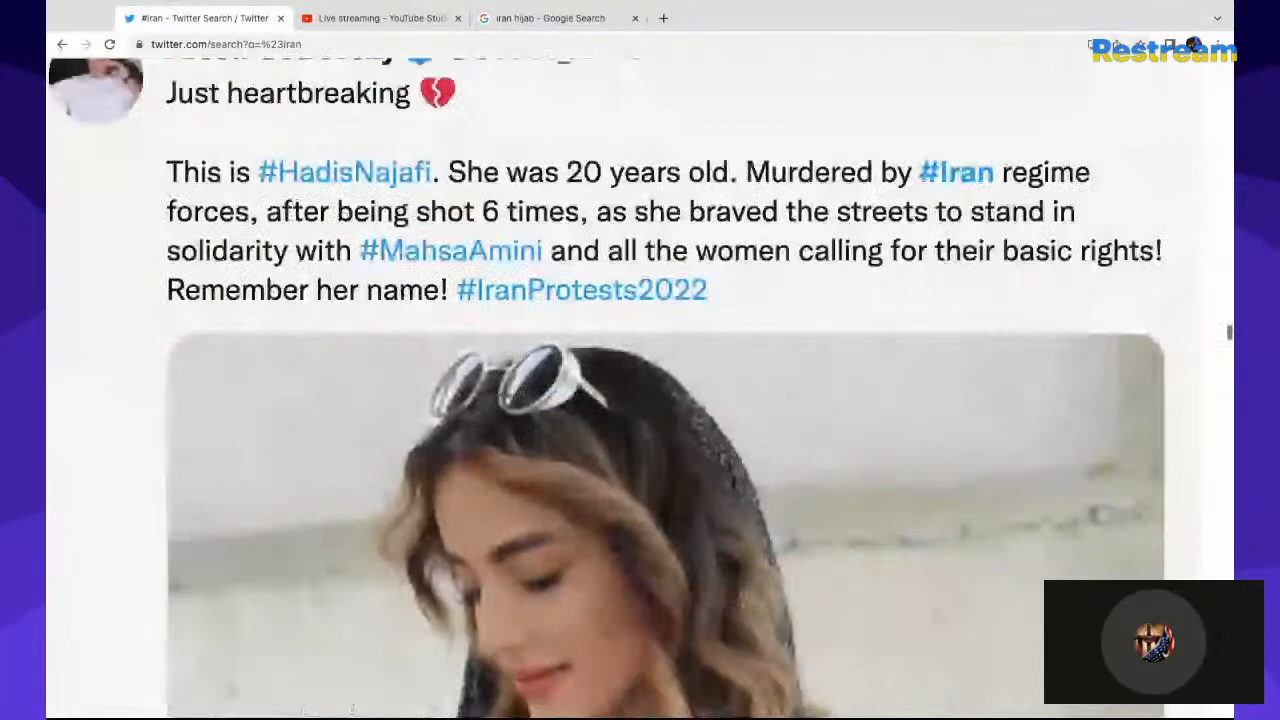 #Iran - Twitter Search / Twitter
Live streaming - YouTube Stud
iran hijab - Google Search
twitter.com/search?q=%23iran
Restream
Just heartbreaking 💔
This is #HadisNajafi. She was 20 years old. Murdered by #Iran regime
forces, after being shot 6 times, as she braved the streets to stand in
solidarity with #MahsaAmini and all the women calling for their basic rights!
Remember her name! #IranProtests2022